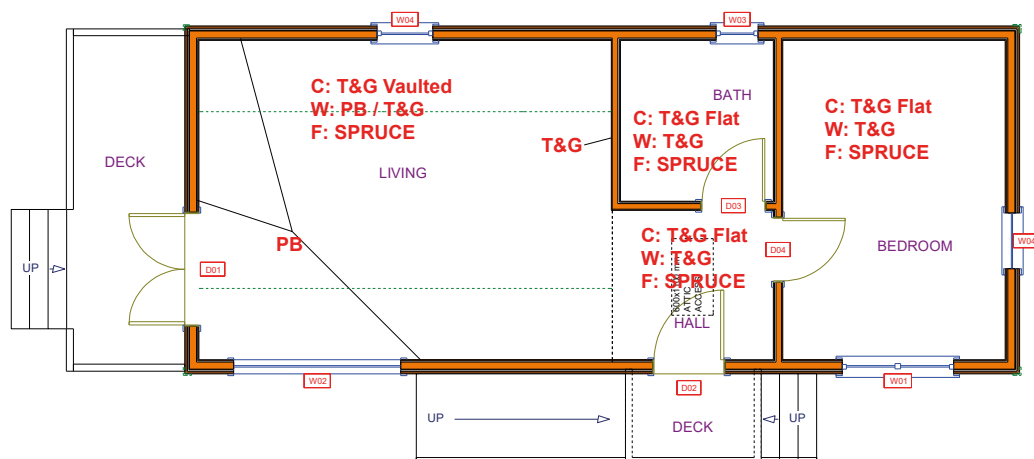 W04
W03
C: T&G Vaulted
W: PB / T&G
F: SPRUCE
BATH
C: T&G Flat
W: T&G
F: SPRUCE
C: T&G Flat
W: T&G
F: SPRUCE
T&G
DECK
LIVING
D03
PB
C: T&G Flat
W: T&G
F: SPRUCE
D04
BEDROOM
W04
UP
D01
ATTIC
ACCESS
HALL
W02
D02
W01
UP
DECK
UP